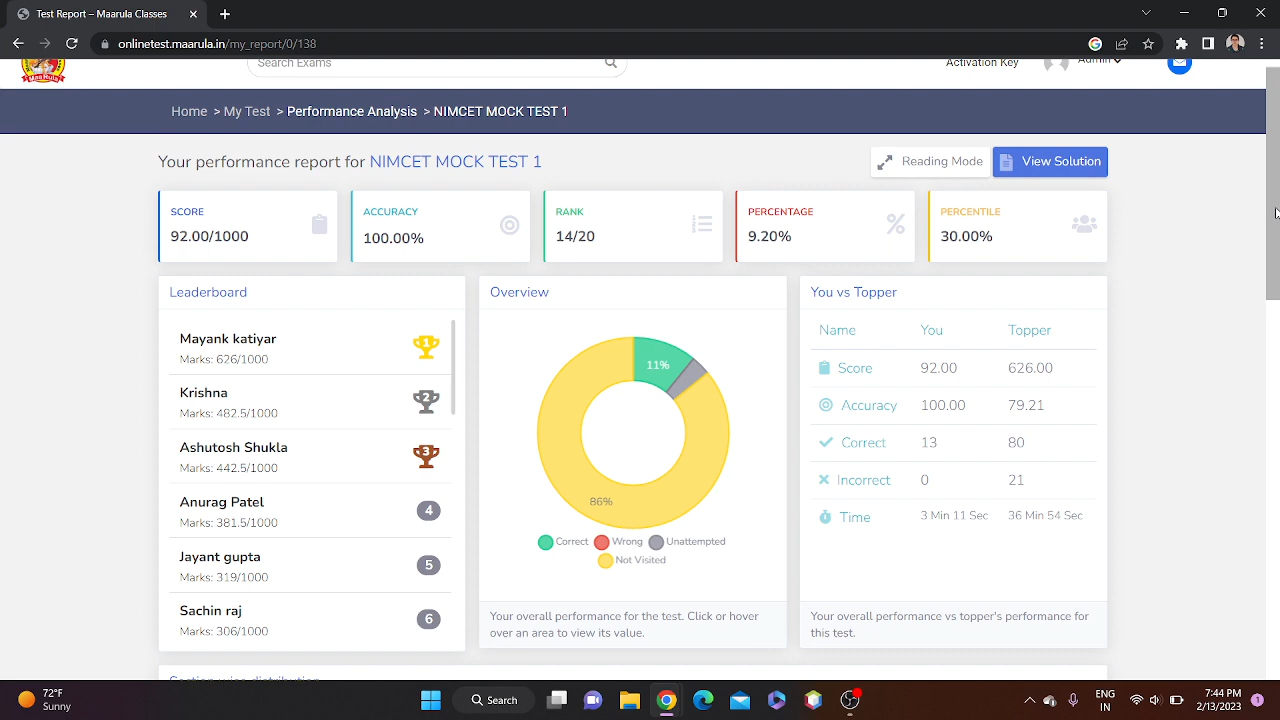 Test Report – Maarula Classes
onlinetest.maarula.in/my_report/0/138
MaaRula
Search Exams
Activation Key
Admin
Home > My Test > Performance Analysis > NIMCET MOCK TEST 1
Your performance report for NIMCET MOCK TEST 1
Reading Mode
View Solution
SCORE
92.00/1000
ACCURACY
100.00%
RANK
14/20
PERCENTAGE
9.20%
PERCENTILE
30.00%
Leaderboard
Mayank katiyar
Marks: 626/1000
1
Krishna
Marks: 482.5/1000
2
Ashutosh Shukla
Marks: 442.5/1000
3
Anurag Patel
Marks: 381.5/1000
4
Jayant gupta
Marks: 319/1000
5
Sachin raj
Marks: 306/1000
6
Overview
11%
86%
Correct Wrong Unattempted
Not Visited
Your overall performance for the test. Click or hover
over an area to view its value.
You vs Topper
Name You Topper
Score 92.00 626.00
Accuracy 100.00 79.21
Correct 13 80
Incorrect 0 21
Time 3 Min 11 Sec 36 Min 54 Sec
Your overall performance vs topper's performance for
this test.
Section wise distribution
72°F
Sunny
Search
ENG
IN
7:44 PM
2/13/2023
1